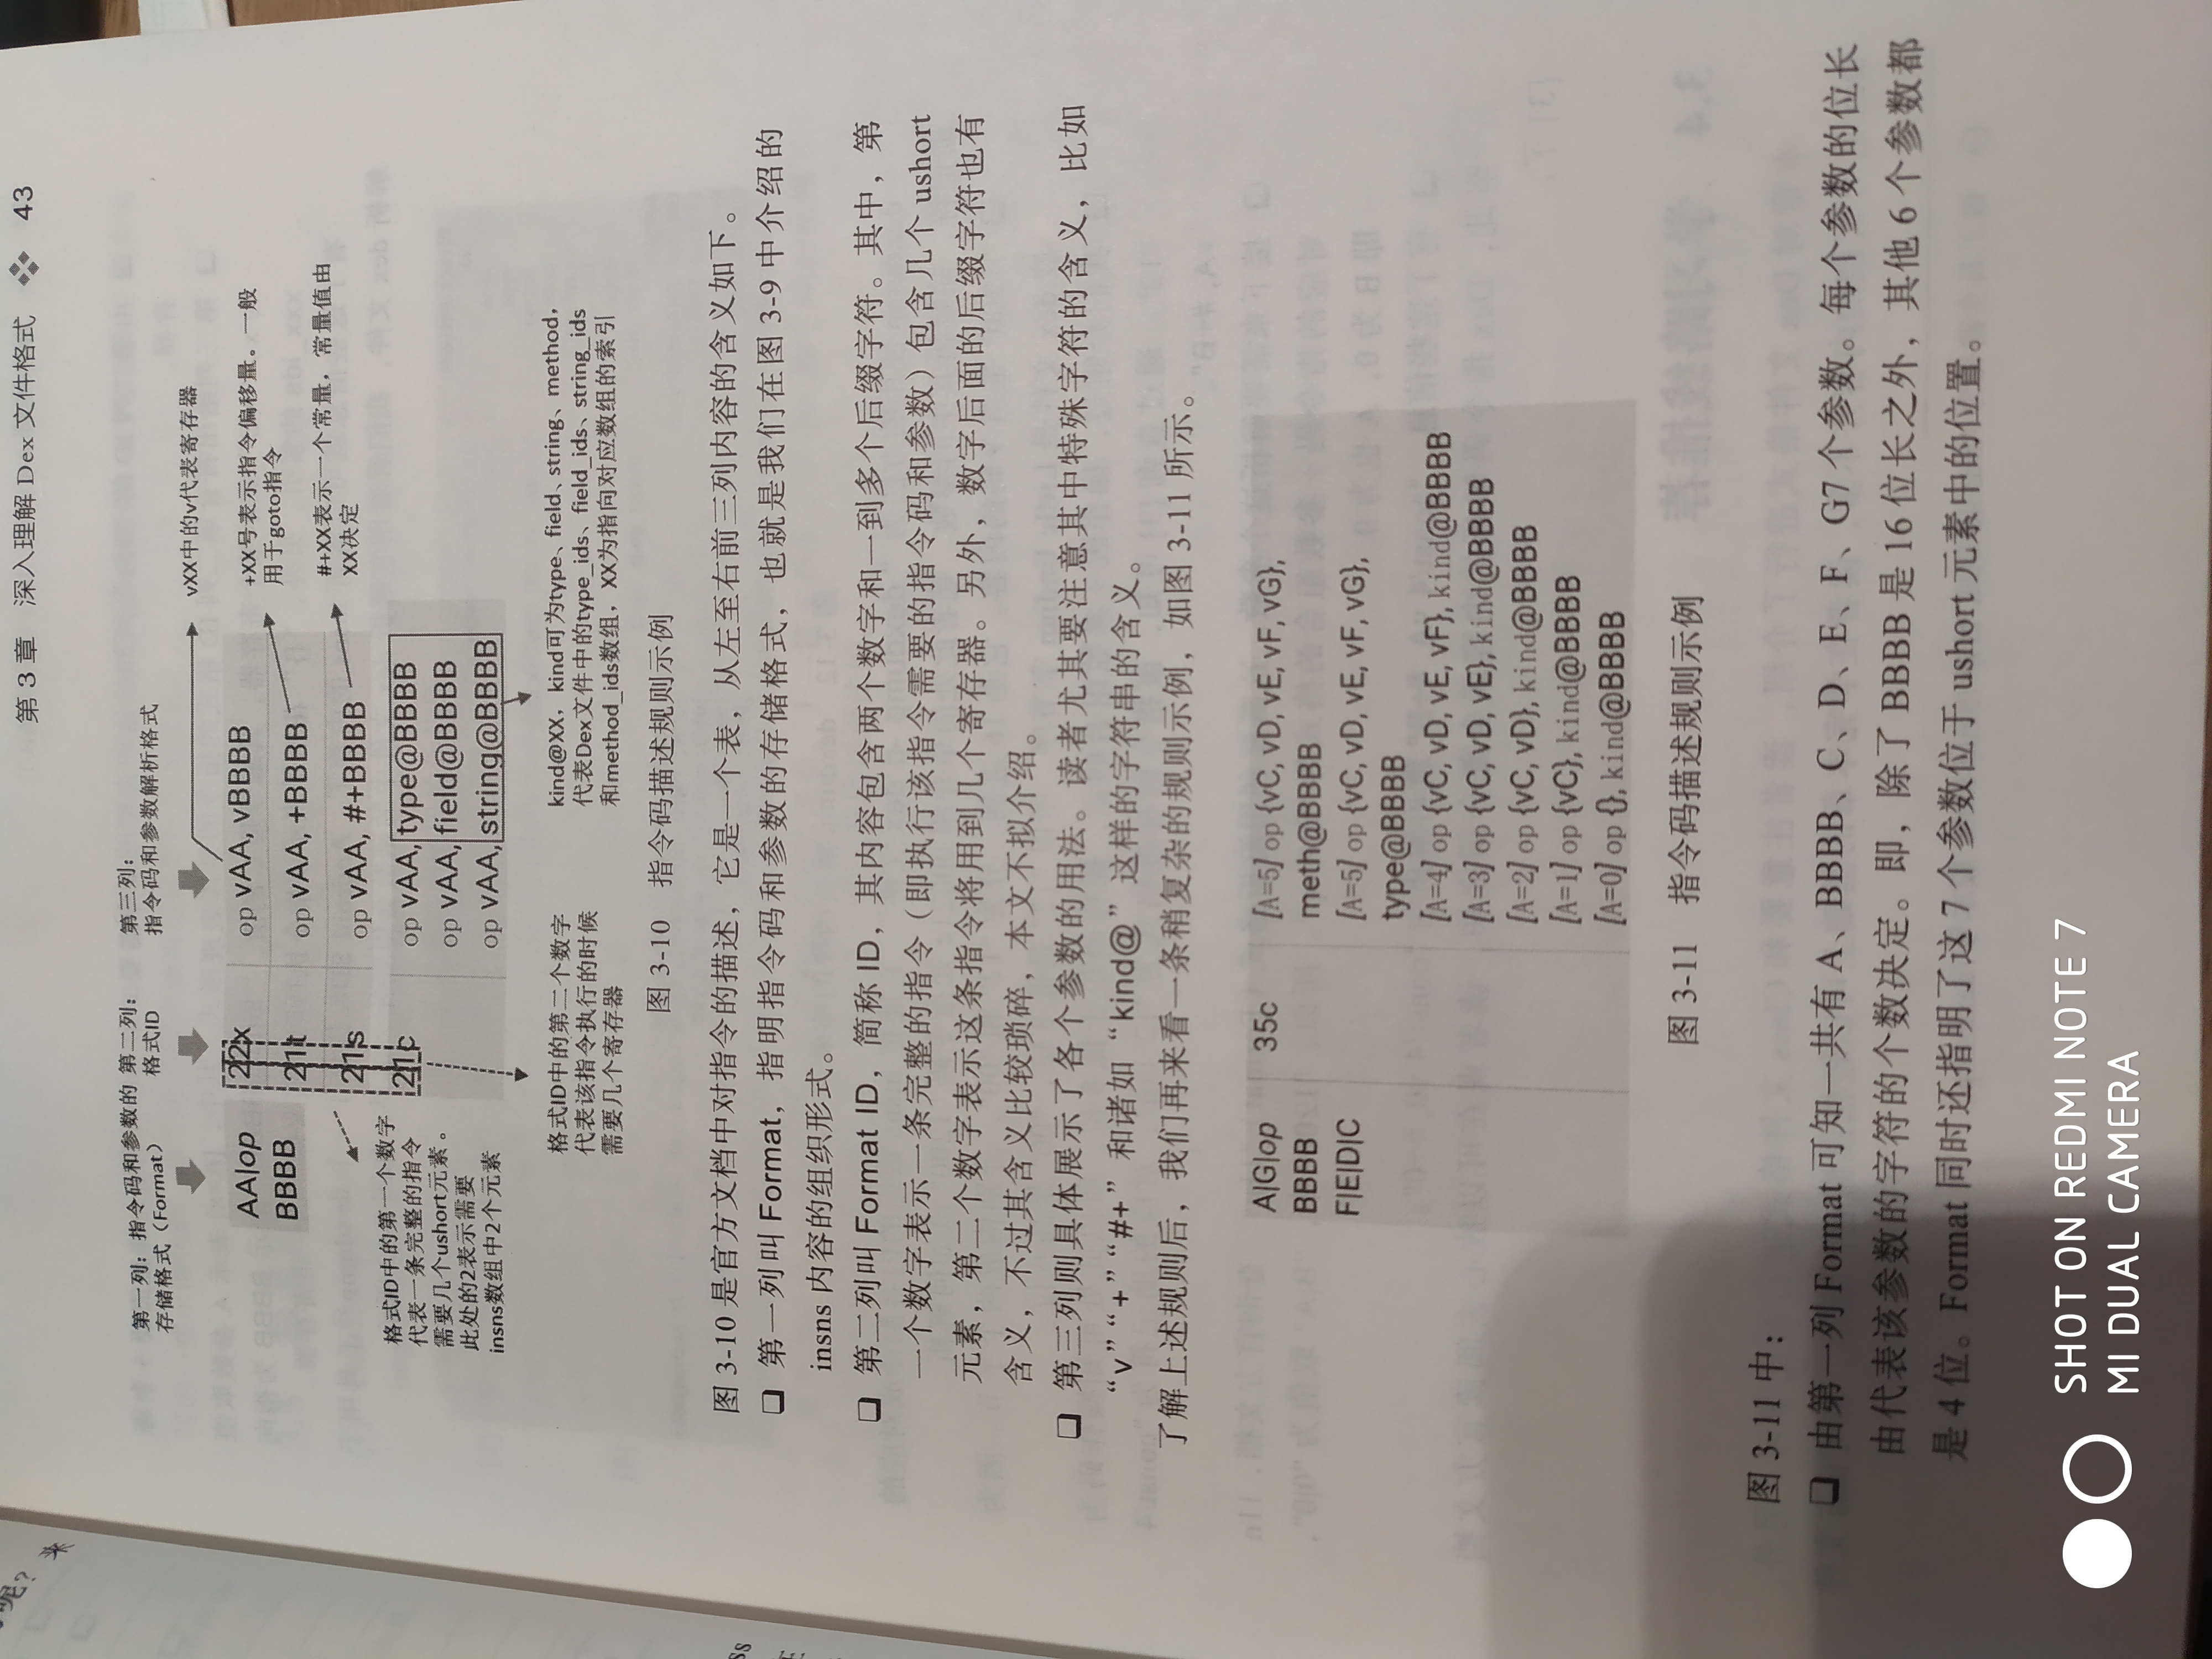 呢？来
ss
第 3 章 深入理解 Dex 文件格式 43
第一列：指令码和参数的
存储格式（Format）
第二列：
格式ID
第三列：
指令码和参数解析格式
vXX中的v代表寄存器
AA|op
BBBB
22x
op vAA, vBBBB
+XX号表示指令偏移量。一般
用于goto指令
21t
op vAA, +BBBB
#+XX表示一个常量，常量值由
XX决定
21s
op vAA, #+BBBB
格式ID中的第一个数字
代表一条完整的指令
需要几个ushort元素。
此处的2表示需要
insns数组中2个元素
21c
op vAA, type@BBBB
op vAA, field@BBBB
op vAA, string@BBBB
格式ID中的第二个数字
代表该指令执行的时候
需要几个寄存器
kind@XX，kind可为type、field、string、method，
代表Dex文件中的type_ids、field_ids、string_ids
和method_ids数组，XX为指向对应数组的索引
图 3-10 指令码描述规则示例
图 3-10 是官方文档中对指令的描述，它是一个表，从左至右前三列内容的含义如下。
❑ 第一列叫 Format，指明指令码和参数的存储格式，也就是我们在图 3-9 中介绍的
insns 内容的组织形式。
❑ 第二列叫 Format ID，简称 ID，其内容包含两个数字和一到多个后缀字符。其中，第
一个数字表示一条完整的指令（即执行该指令需要的指令码和参数）包含几个 ushort
元素，第二个数字表示这条指令将用到几个寄存器。另外，数字后面的后缀字符也有
含义，不过其含义比较琐碎，本文不拟介绍。
❑ 第三列则具体展示了各个参数的用法。读者尤其要注意其中特殊字符的含义，比如
“v”“+”“#+” 和诸如 “kind@” 这样的字符串的含义。
了解上述规则后，我们再来看一条稍复杂的规则示例，如图 3-11 所示。
A|G|op
BBBB
F|E|D|C
35c
[A=5] op {vC, vD, vE, vF, vG},
meth@BBBB
[A=5] op {vC, vD, vE, vF, vG},
type@BBBB
[A=4] op {vC, vD, vE, vF}, kind@BBBB
[A=3] op {vC, vD, vE}, kind@BBBB
[A=2] op {vC, vD}, kind@BBBB
[A=1] op {vC}, kind@BBBB
[A=0] op {}, kind@BBBB
图 3-11 指令码描述规则示例
图 3-11 中：
❑ 由第一列 Format 可知一共有 A、BBBB、C、D、E、F、G7 个参数。每个参数的位长
由代表该参数的字符的个数决定。即，除了 BBBB 是 16 位长之外，其他 6 个参数都
是 4 位。Format 同时还指明了这 7 个参数位于 ushort 元素中的位置。
SHOT ON REDMI NOTE 7
MI DUAL CAMERA